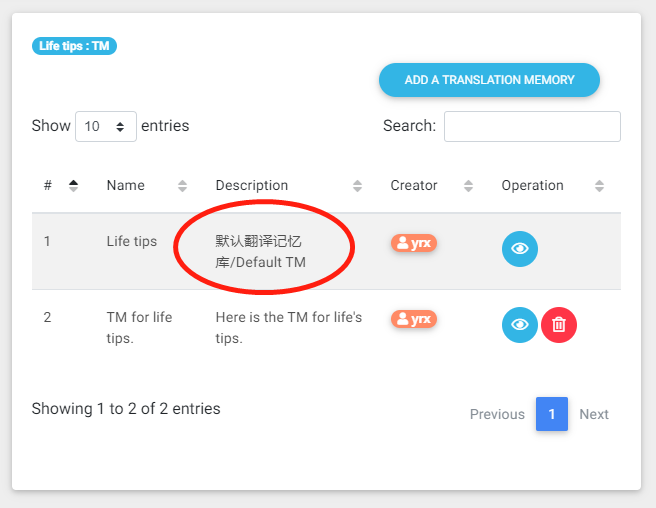 Life tips : TM
ADD A TRANSLATION MEMORY
Show 10 entries
Search:
# Name Description Creator Operation
1 Life tips 默认翻译记忆 yrx
库/Default TM
2 TM for life Here is the TM for life's yrx
tips. tips.
Showing 1 to 2 of 2 entries
Previous 1 Next